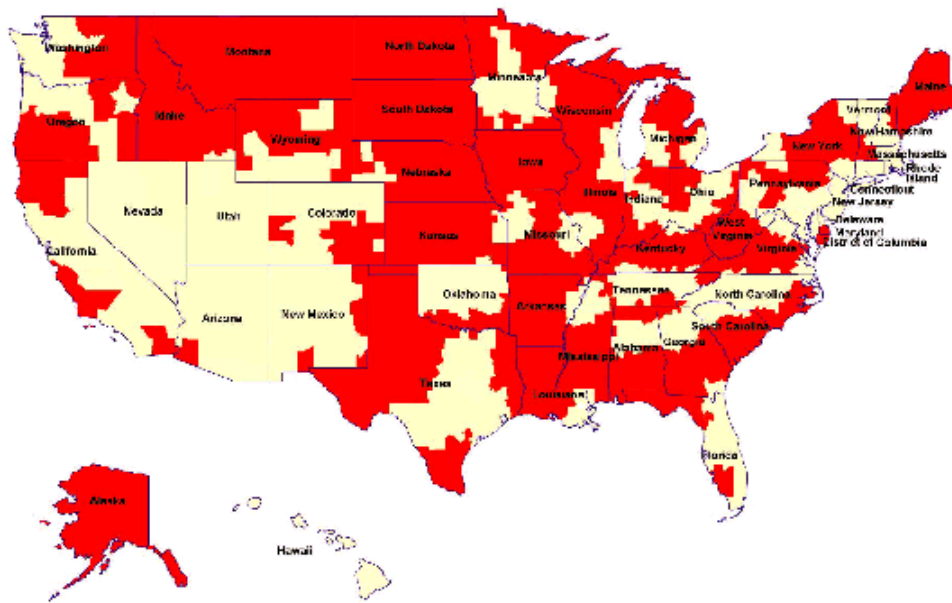 Washington
Montana
North Dakota
Minnesota
Maine
Oregon
Idaho
South Dakota
Wisconsin
Vermont
New Hampshire
Wyoming
Michigan
New York
Massachusetts
Rhode
Island
Iowa
Nebraska
Pennsylvania
Connecticut
New Jersey
Nevada
Utah
Colorado
Illinois
Indiana
Ohio
Delaware
Maryland
District of Columbia
West
Virginia
Virginia
California
Kansas
Missouri
Kentucky
Oklahoma
Tennessee
North Carolina
Arizona
New Mexico
Arkansas
South Carolina
Mississippi
Alabama
Georgia
Texas
Louisiana
Florida
Alaska
Hawaii